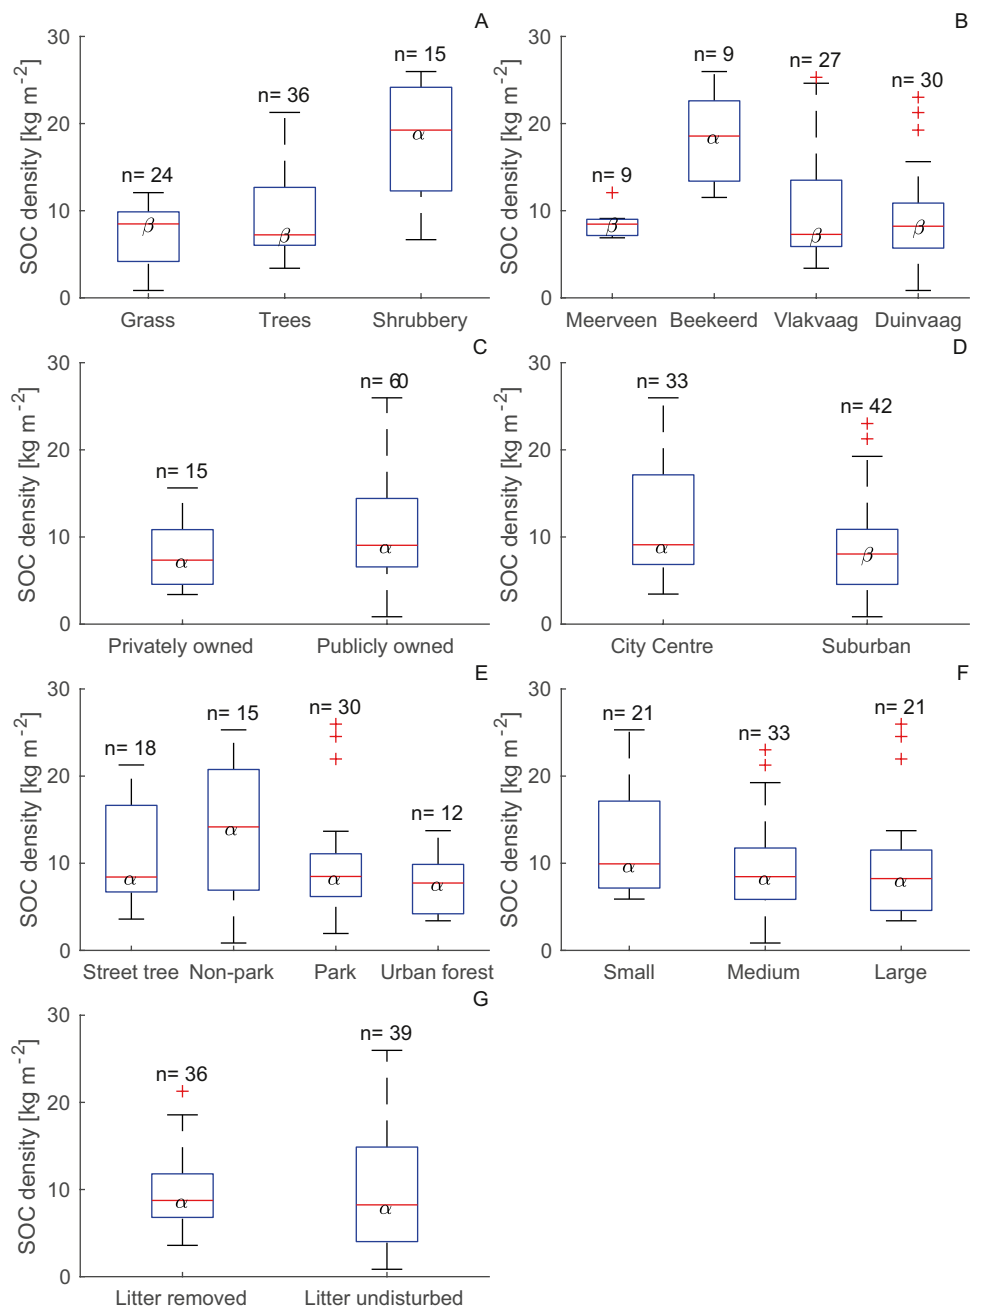 A
SOC density [kg m⁻²]
30
20
10
0
n= 24
n= 36
n= 15
β
β
α
Grass Trees Shrubbery
B
SOC density [kg m⁻²]
30
20
10
0
n= 9
n= 9
n= 27
n= 30
β
α
β
β
Meerveen Beekeerd Vlakvaag Duinvaag
C
SOC density [kg m⁻²]
30
20
10
0
n= 15
n= 60
α
α
Privately owned Publicly owned
D
SOC density [kg m⁻²]
30
20
10
0
n= 33
n= 42
α
β
City Centre Suburban
E
SOC density [kg m⁻²]
30
20
10
0
n= 18
n= 15
n= 30
n= 12
α
α
α
α
Street tree Non-park Park Urban forest
F
SOC density [kg m⁻²]
30
20
10
0
n= 21
n= 33
n= 21
α
α
α
Small Medium Large
G
SOC density [kg m⁻²]
30
20
10
0
n= 36
n= 39
α
α
Litter removed Litter undisturbed